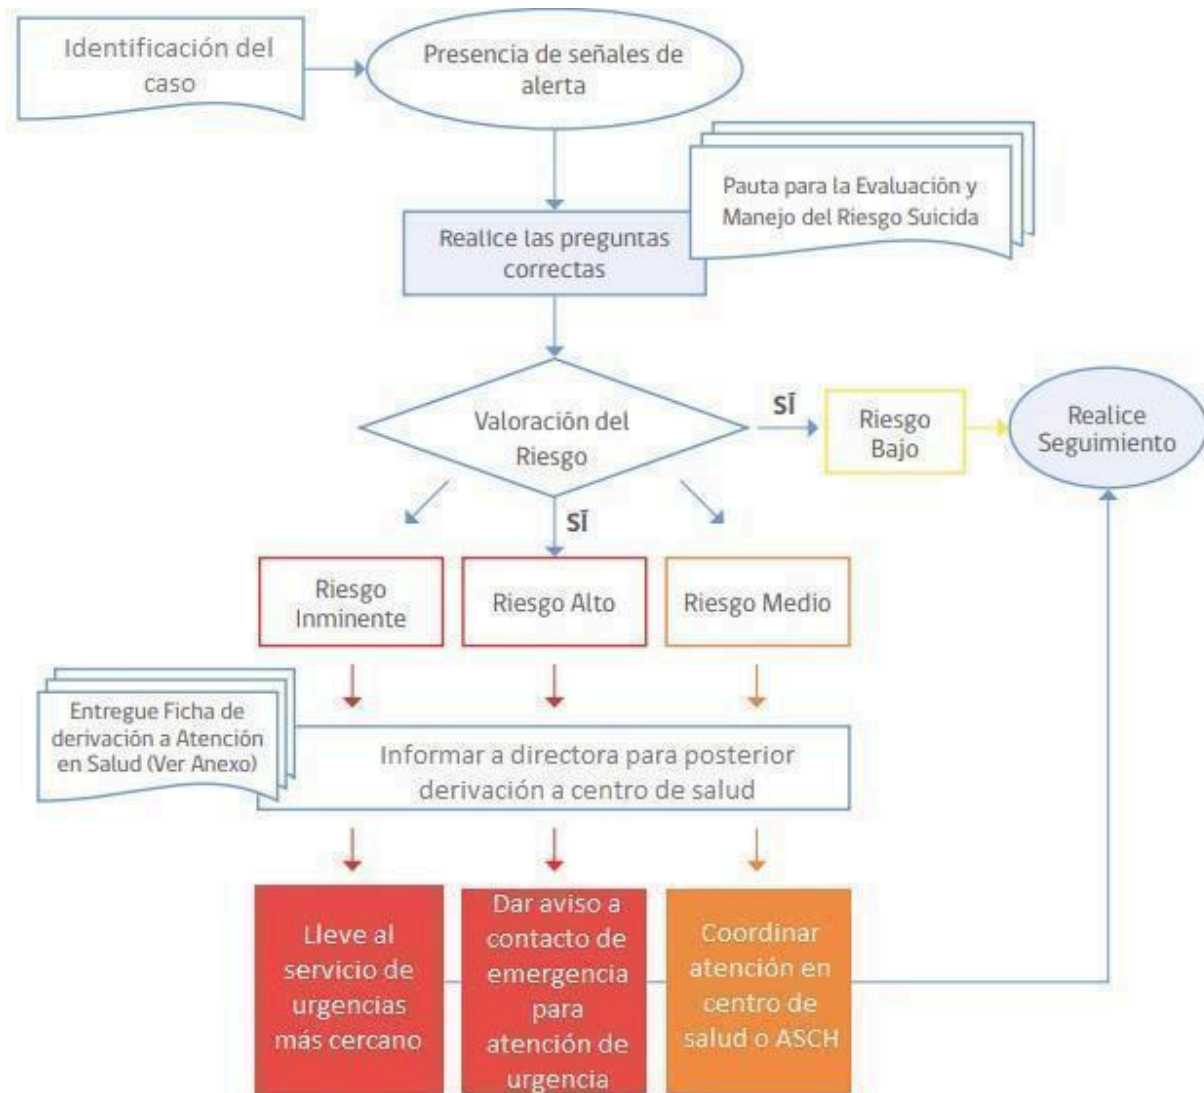 Identificación del
caso
Presencia de señales de
alerta
Pauta para la Evaluación y
Manejo del Riesgo Suicida
Realice las preguntas
correctas
Valoración del
Riesgo
SÍ
Riesgo
Bajo
Realice
Seguimiento
SÍ
Riesgo
Inminente
Riesgo Alto
Riesgo Medio
Entregue Ficha de
derivación a Atención
en Salud (Ver Anexo)
Informar a directora para posterior
derivación a centro de salud
Lleve al
servicio de
urgencias
más cercano
Dar aviso a
contacto de
emergencia
para
atención de
urgencia
Coordinar
atención en
centro de
salud o ASCH